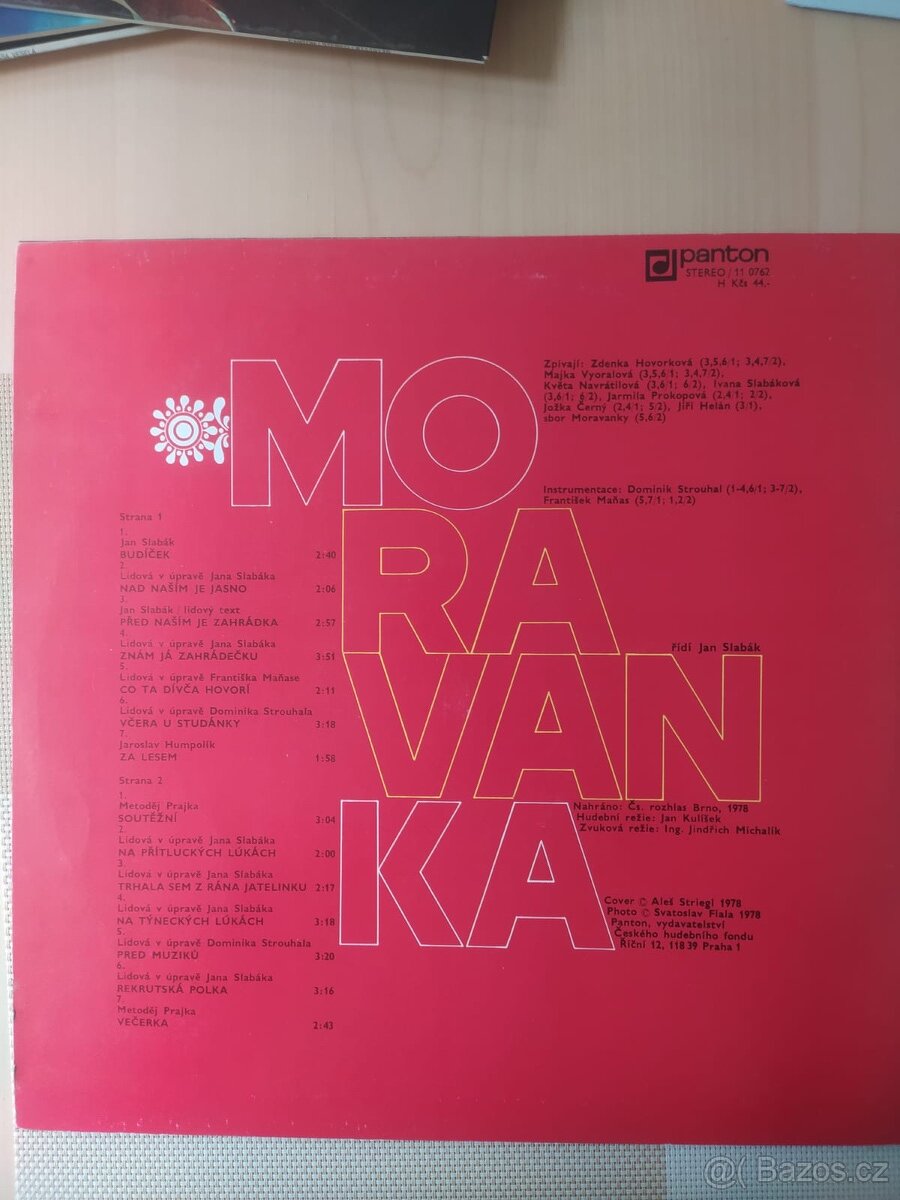 panton
STEREO / 11 0762
H Kčs 44,-
MO
RA
VAN
KA
Zpívají: Zdenka Hovorková (3,5,6/1; 3,4,7/2),
Majka Vyoralová (3,5,6/1; 3,4,7/2),
Květa Navrátilová (3,6/1; 6/2), Ivana Slabáková
(3,6/1; 6/2), Jarmila Prokopová (2,4/1; 2/2),
Jožka Černý (2,4/1; 5/2), Jiří Helán (3/1),
sbor Moravanky (5,6/2)
Instrumentace: Dominik Strouhal (1-4,6/1; 3-7/2),
František Maňas (5,7/1; 1,2/2)
Strana 1
1.
Jan Slabák
BUDÍČEK 2:40
2.
Lidová v úpravě Jana Slabáka
NAD NAŠÍM JE JASNO 2:06
3.
Jan Slabák / lidový text
PŘED NAŠÍM JE ZAHRÁDKA 2:57
4.
Lidová v úpravě Jana Slabáka
ZNÁM JÁ ZAHRÁDEČKU 3:51
5.
Lidová v úpravě Františka Maňase
CO TA DÍVČA HOVORÍ 2:11
6.
Lidová v úpravě Dominika Strouhala
VČERA U STUDÁNKY 3:18
7.
Jaroslav Humpolík
ZA LESEM 1:58
Strana 2
1.
Metoděj Prajka
SOUTĚŽNÍ 3:04
2.
Lidová v úpravě Jana Slabáka
NA PŘÍTLUCKÝCH LÚKÁCH 2:00
3.
Lidová v úpravě Jana Slabáka
TRHALA SEM Z RÁNA JATELINKU 2:17
4.
Lidová v úpravě Jana Slabáka
NA TÝNECKÝCH LÚKÁCH 3:18
5.
Lidová v úpravě Dominika Strouhala
PRED MUZIKÚ 3:20
6.
Lidová v úpravě Jana Slabáka
REKRUTSKÁ POLKA 3:16
7.
Metoděj Prajka
VEČERKA 2:43
řídí Jan Slabák
Nahráno: Čs. rozhlas Brno, 1978
Hudební režie: Jan Kulíšek
Zvuková režie: Ing. Jindřich Michalík
Cover © Aleš Striegl 1978
Photo © Svatoslav Fiala 1978
Panton, vydavatelství
Českého hudebního fondu
Říční 12, 118 39 Praha 1
@( Bazos.cz